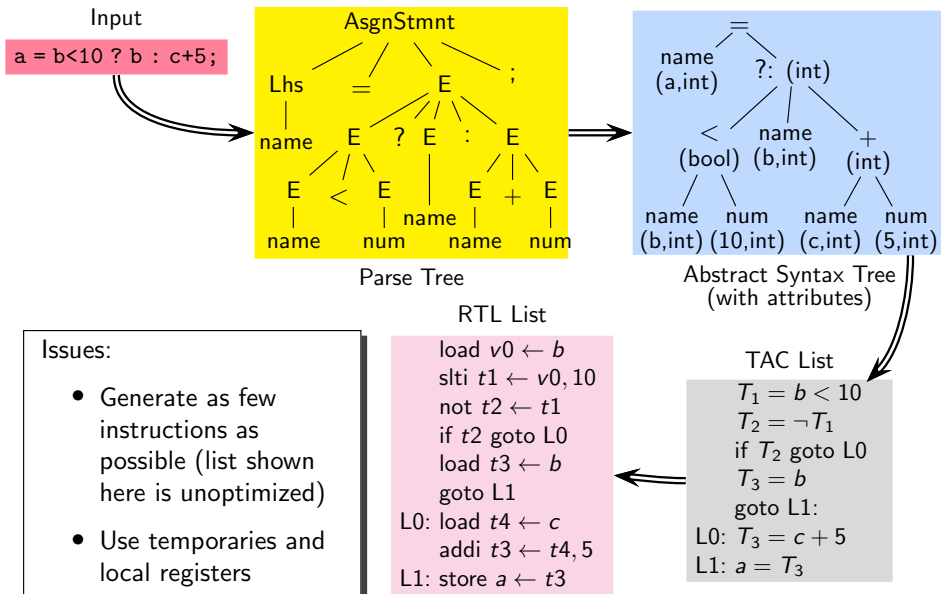 Input
a = b<10 ? b : c+5;
AsgnStmnt
Lhs = E ;
name E ? E : E
E < E name E + E
name num name num
Parse Tree
=
name
(a,int)
?: (int)
<
(bool)
name
(b,int)
+
(int)
name
(b,int)
num
(10,int)
name
(c,int)
num
(5,int)
Abstract Syntax Tree
(with attributes)
RTL List
load v0 ← b
slti t1 ← v0, 10
not t2 ← t1
if t2 goto L0
load t3 ← b
goto L1
L0: load t4 ← c
addi t3 ← t4, 5
L1: store a ← t3
TAC List
T₁ = b < 10
T₂ = ¬T₁
if T₂ goto L0
T₃ = b
goto L1:
L0: T₃ = c + 5
L1: a = T₃
Issues:
• Generate as few
instructions as
possible (list shown
here is unoptimized)
• Use temporaries and
local registers